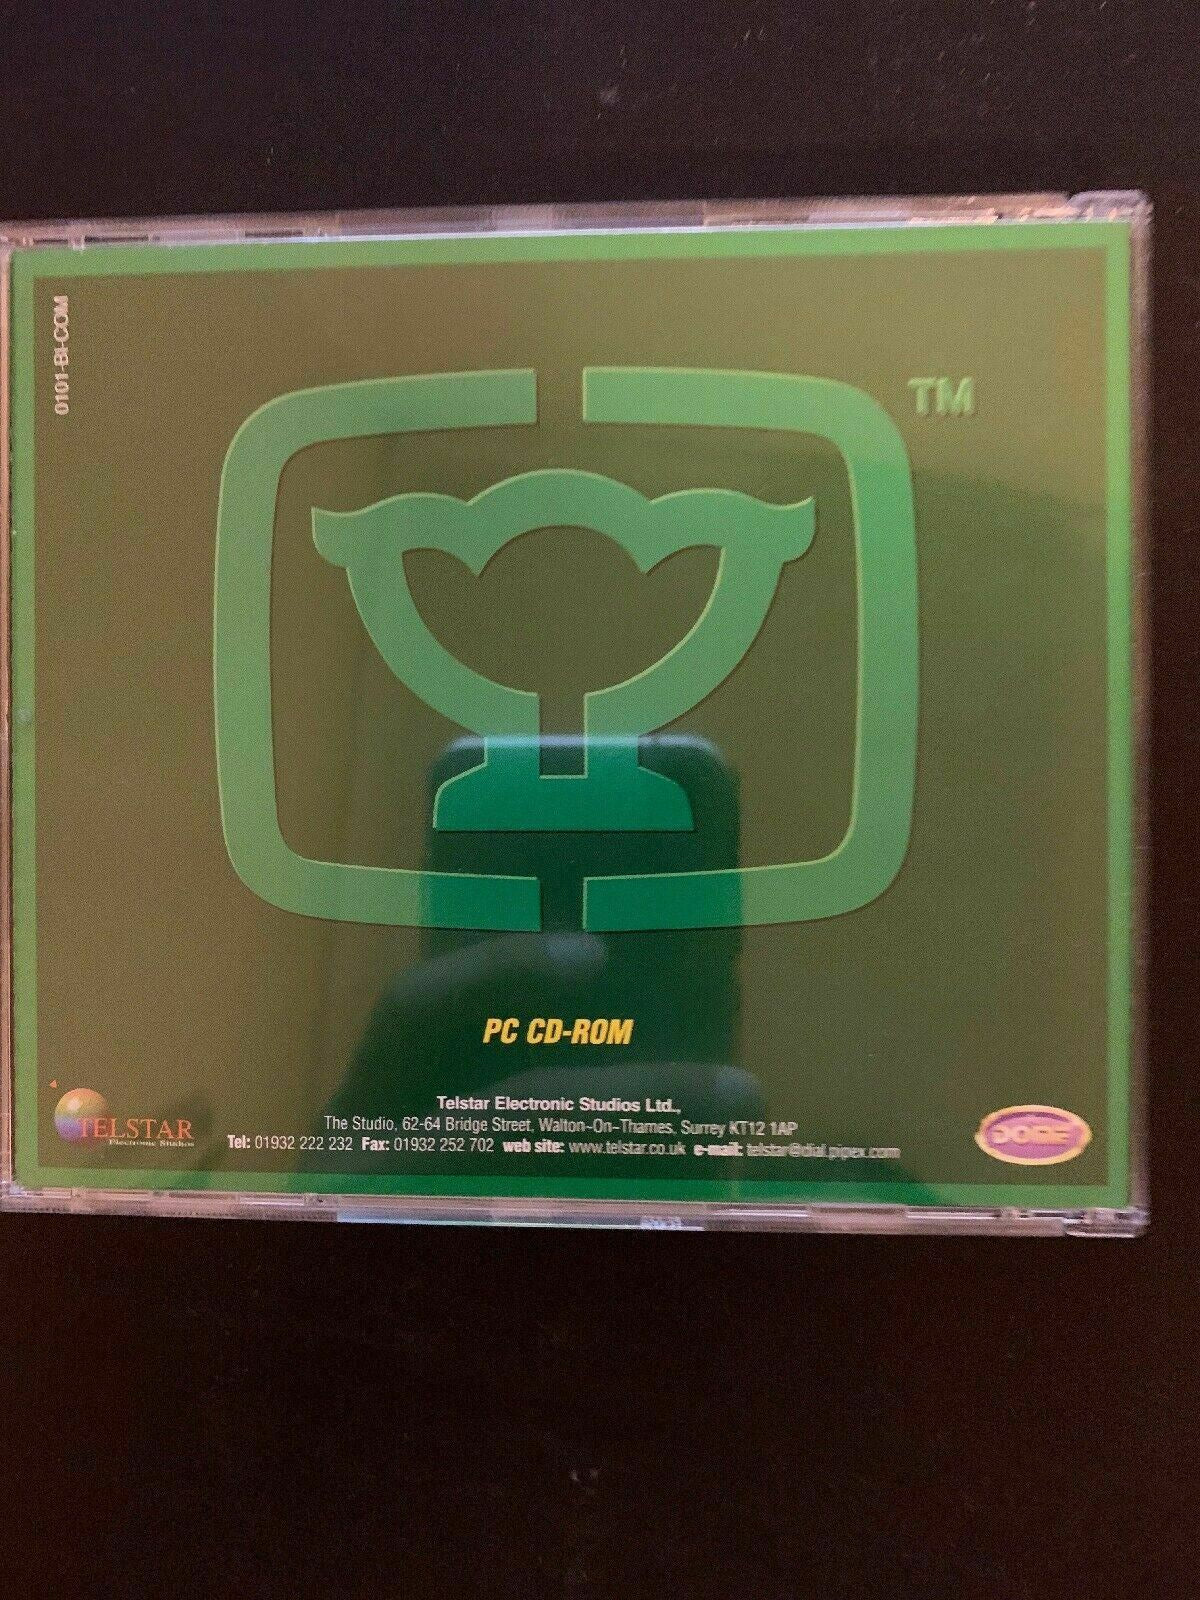 0101-BI-COM
TM
PC CD-ROM
TELSTAR
Electronic Studios
Telstar Electronic Studios Ltd.,
The Studio, 62-64 Bridge Street, Walton-On-Thames, Surrey KT12 1AP
Tel: 01932 222 232 Fax: 01932 252 702 web site: www.telstar.co.uk e-mail: telstar@dial.pipex.com
DOME